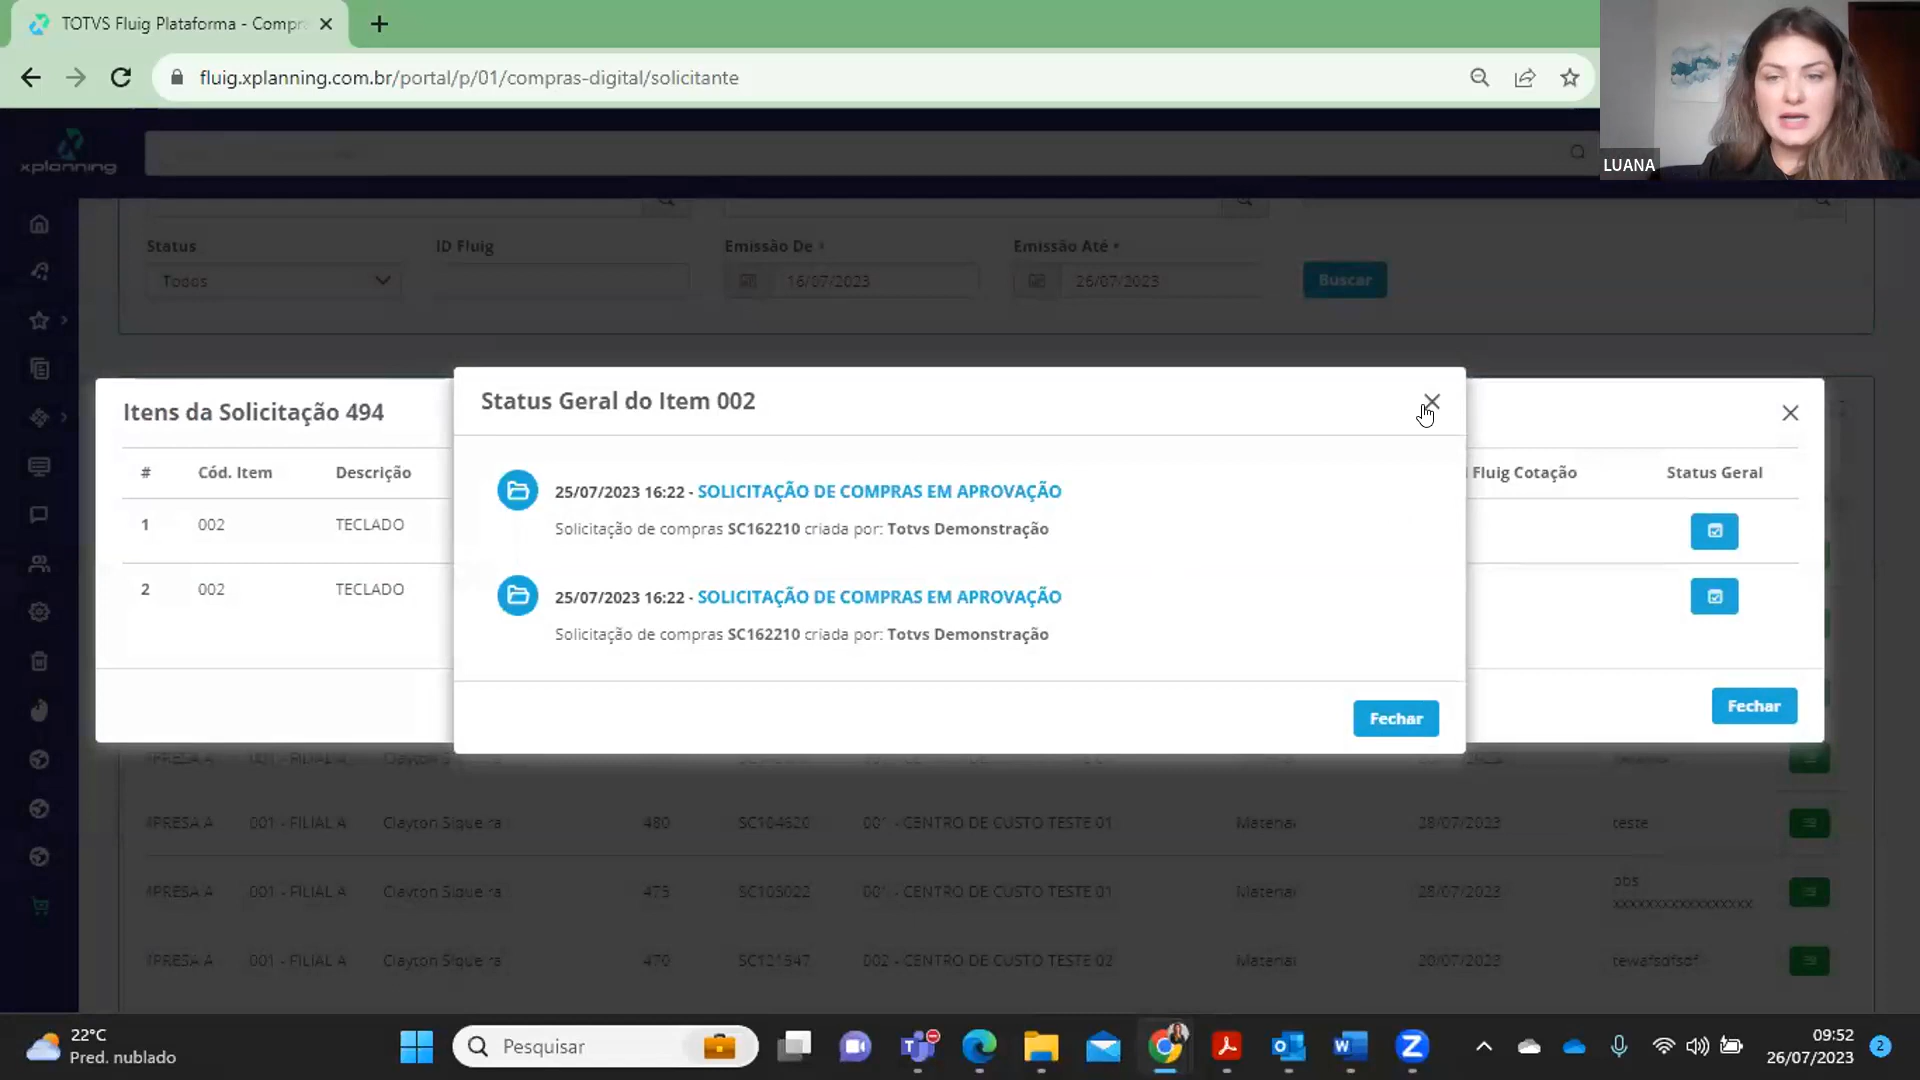 TOTVS Fluig Plataforma - Compr
fluig.xplanning.com.br/portal/p/01/compras-digital/solicitante
LUANA
xplanning
Status
ID Fluig
Emissão De *
Emissão Até *
Todos
16/07/2023
26/07/2023
Buscar
Itens da Solicitação 494
Status Geral do Item 002
# Cód. Item Descrição
Fluig Cotação Status Geral
25/07/2023 16:22 - SOLICITAÇÃO DE COMPRAS EM APROVAÇÃO
Solicitação de compras SC162210 criada por: Totvs Demonstração
1 002 TECLADO
25/07/2023 16:22 - SOLICITAÇÃO DE COMPRAS EM APROVAÇÃO
Solicitação de compras SC162210 criada por: Totvs Demonstração
2 002 TECLADO
Fechar
Fechar
PRESA A 001 - FILIAL A Clayton Siqueira 480 SC104620 001 - CENTRO DE CUSTO TESTE 01 Material 28/07/2023 teste
PRESA A 001 - FILIAL A Clayton Siqueira 475 SC103022 001 - CENTRO DE CUSTO TESTE 01 Material 28/07/2023 obs
xxxxxxxxxxxxxxxxx
PRESA A 001 - FILIAL A Clayton Siqueira 470 SC121547 002 - CENTRO DE CUSTO TESTE 02 Material 20/07/2023 tewafsdfsdf
22°C
Pred. nublado
Pesquisar
09:52
26/07/2023
2